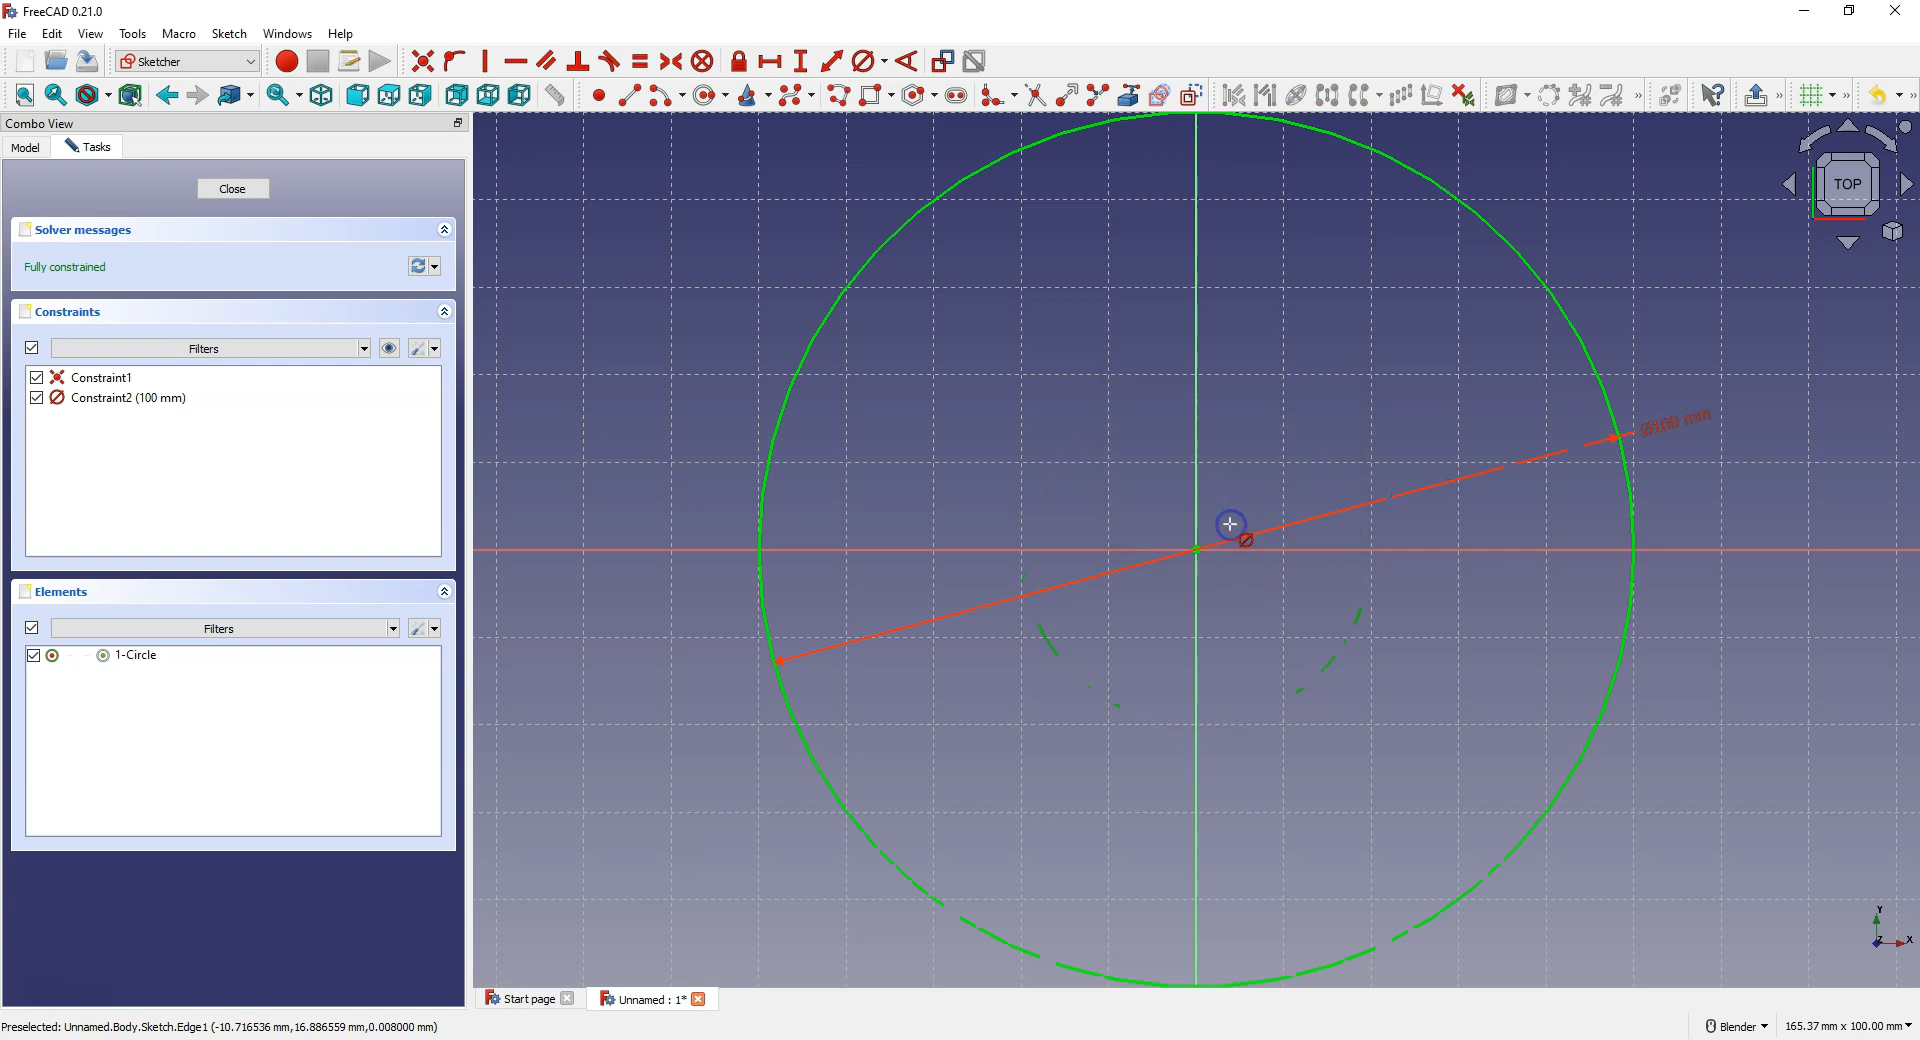 FreeCAD 0.21.0
File Edit View Tools Macro Sketch Windows Help
Sketcher
Combo View
Model Tasks
Close
Solver messages
Fully constrained
Constraints
Filters
Constraint1
Constraint2 (100 mm)
Elements
Filters
1-Circle
TOP
Ø100 mm
Y
Z X
Start page Unnamed : 1*
Preselected: Unnamed.Body.Sketch.Edge1 (-10.716536 mm,16.886559 mm,0.008000 mm) Blender 165.37 mm x 100.00 mm